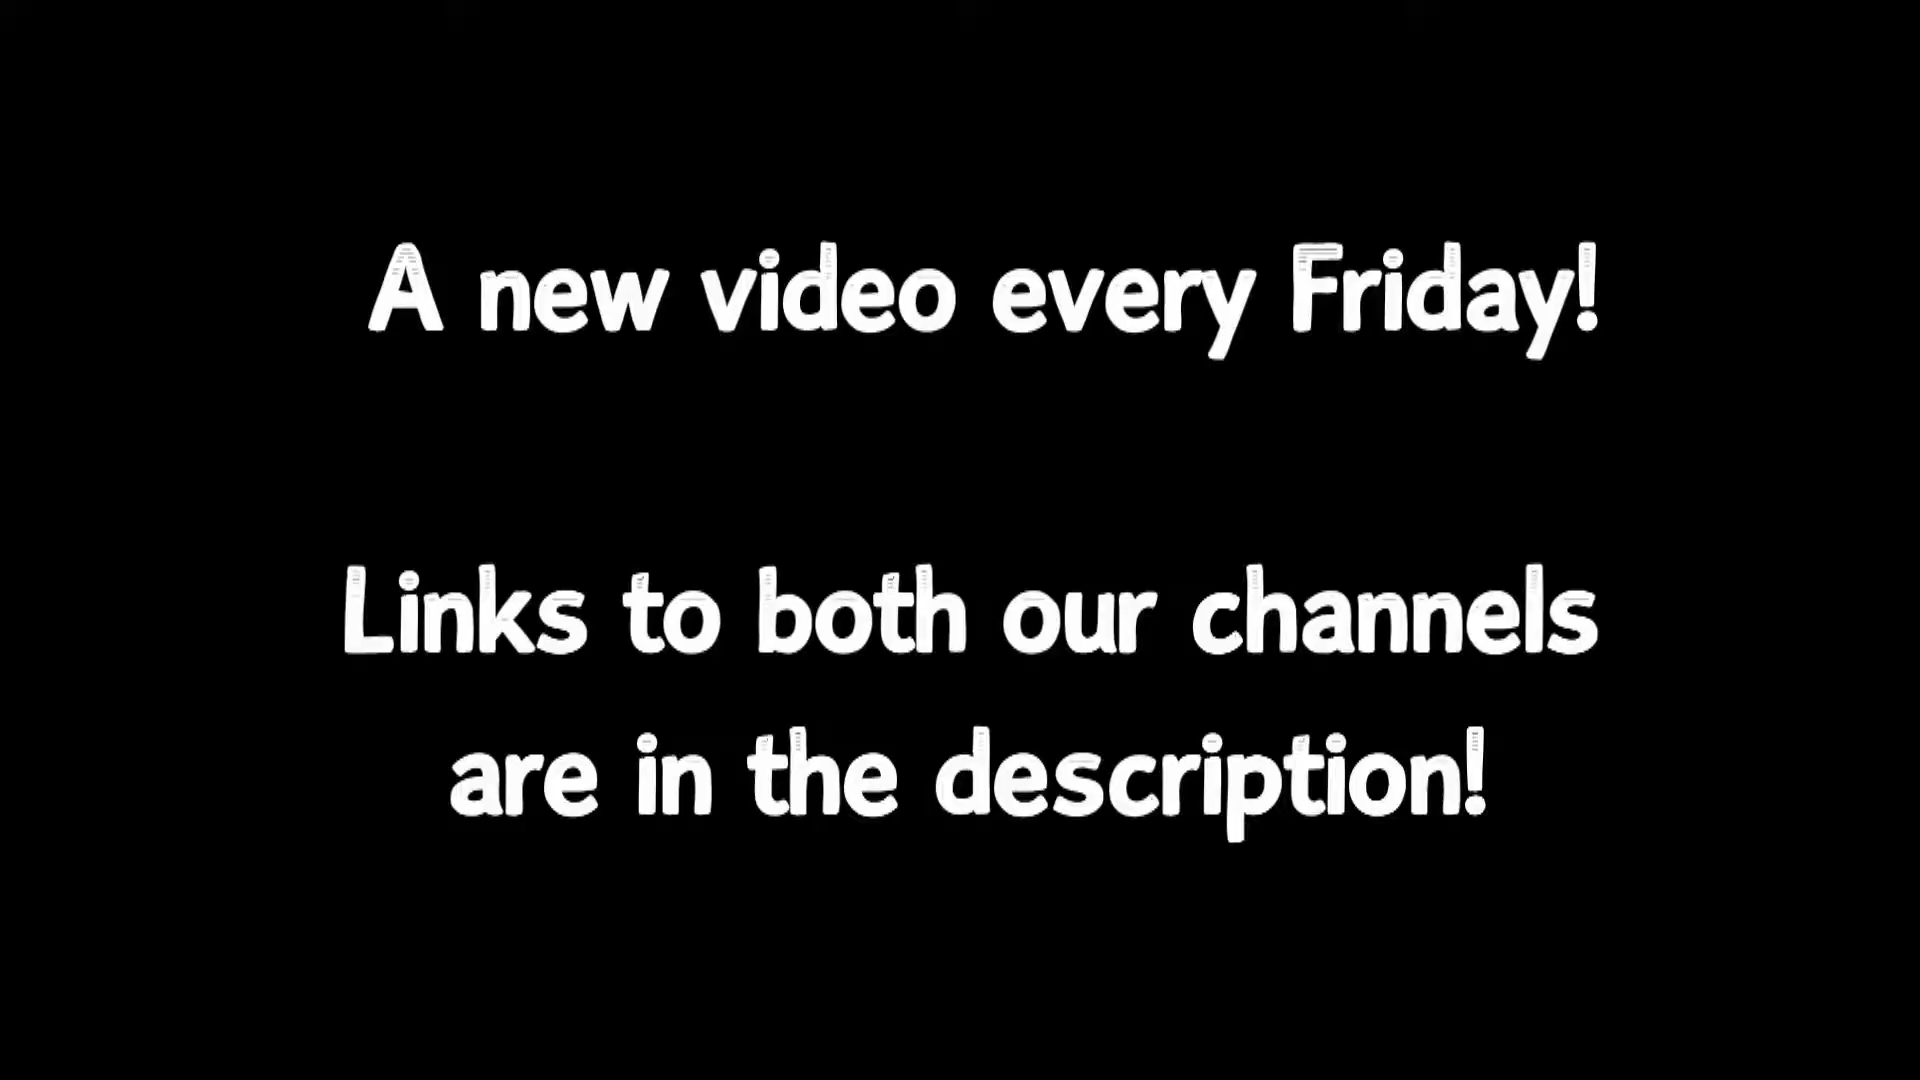 A new video every Friday!
Links to both our channels
are in the description!